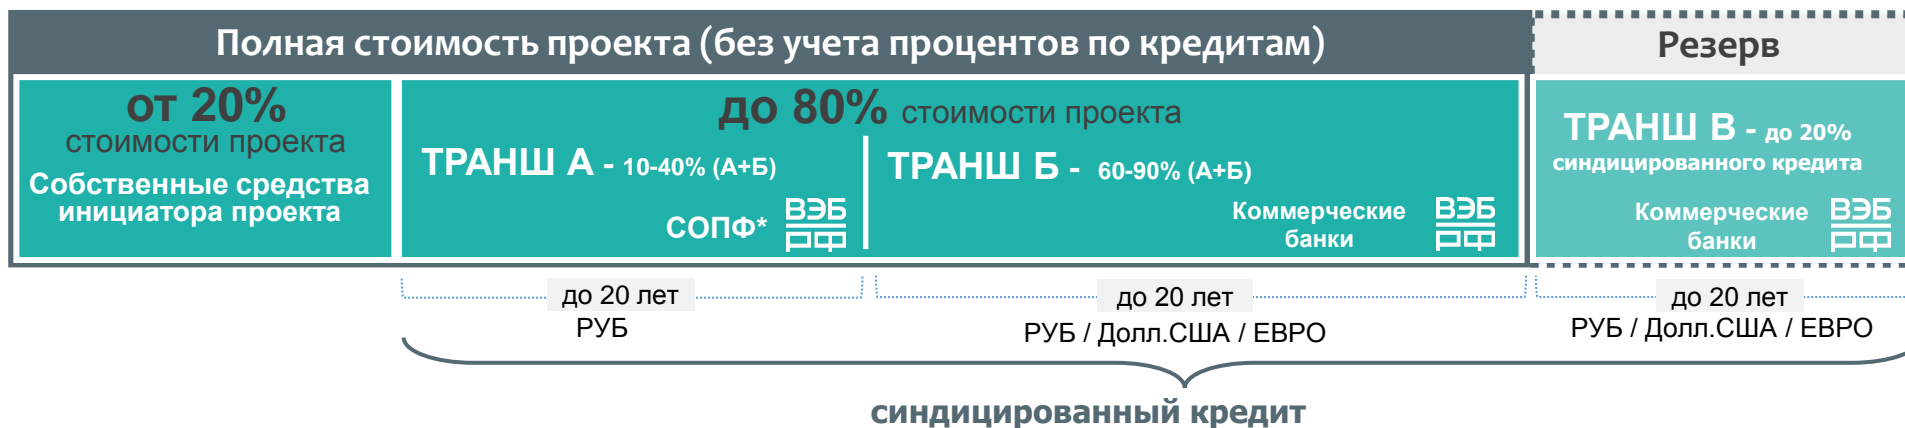 Полная стоимость проекта (без учета процентов по кредитам)
Резерв
от 20%
стоимости проекта
Собственные средства
инициатора проекта
до 80% стоимости проекта
ТРАНШ А - 10-40% (А+Б)
СОПФ*
ВЭБ
РФ
ТРАНШ Б - 60-90% (А+Б)
Коммерческие
банки
ВЭБ
РФ
ТРАНШ В - до 20%
синдицированного кредита
Коммерческие
банки
ВЭБ
РФ
до 20 лет
РУБ
до 20 лет
РУБ / Долл.США / ЕВРО
до 20 лет
РУБ / Долл.США / ЕВРО
синдицированный кредит